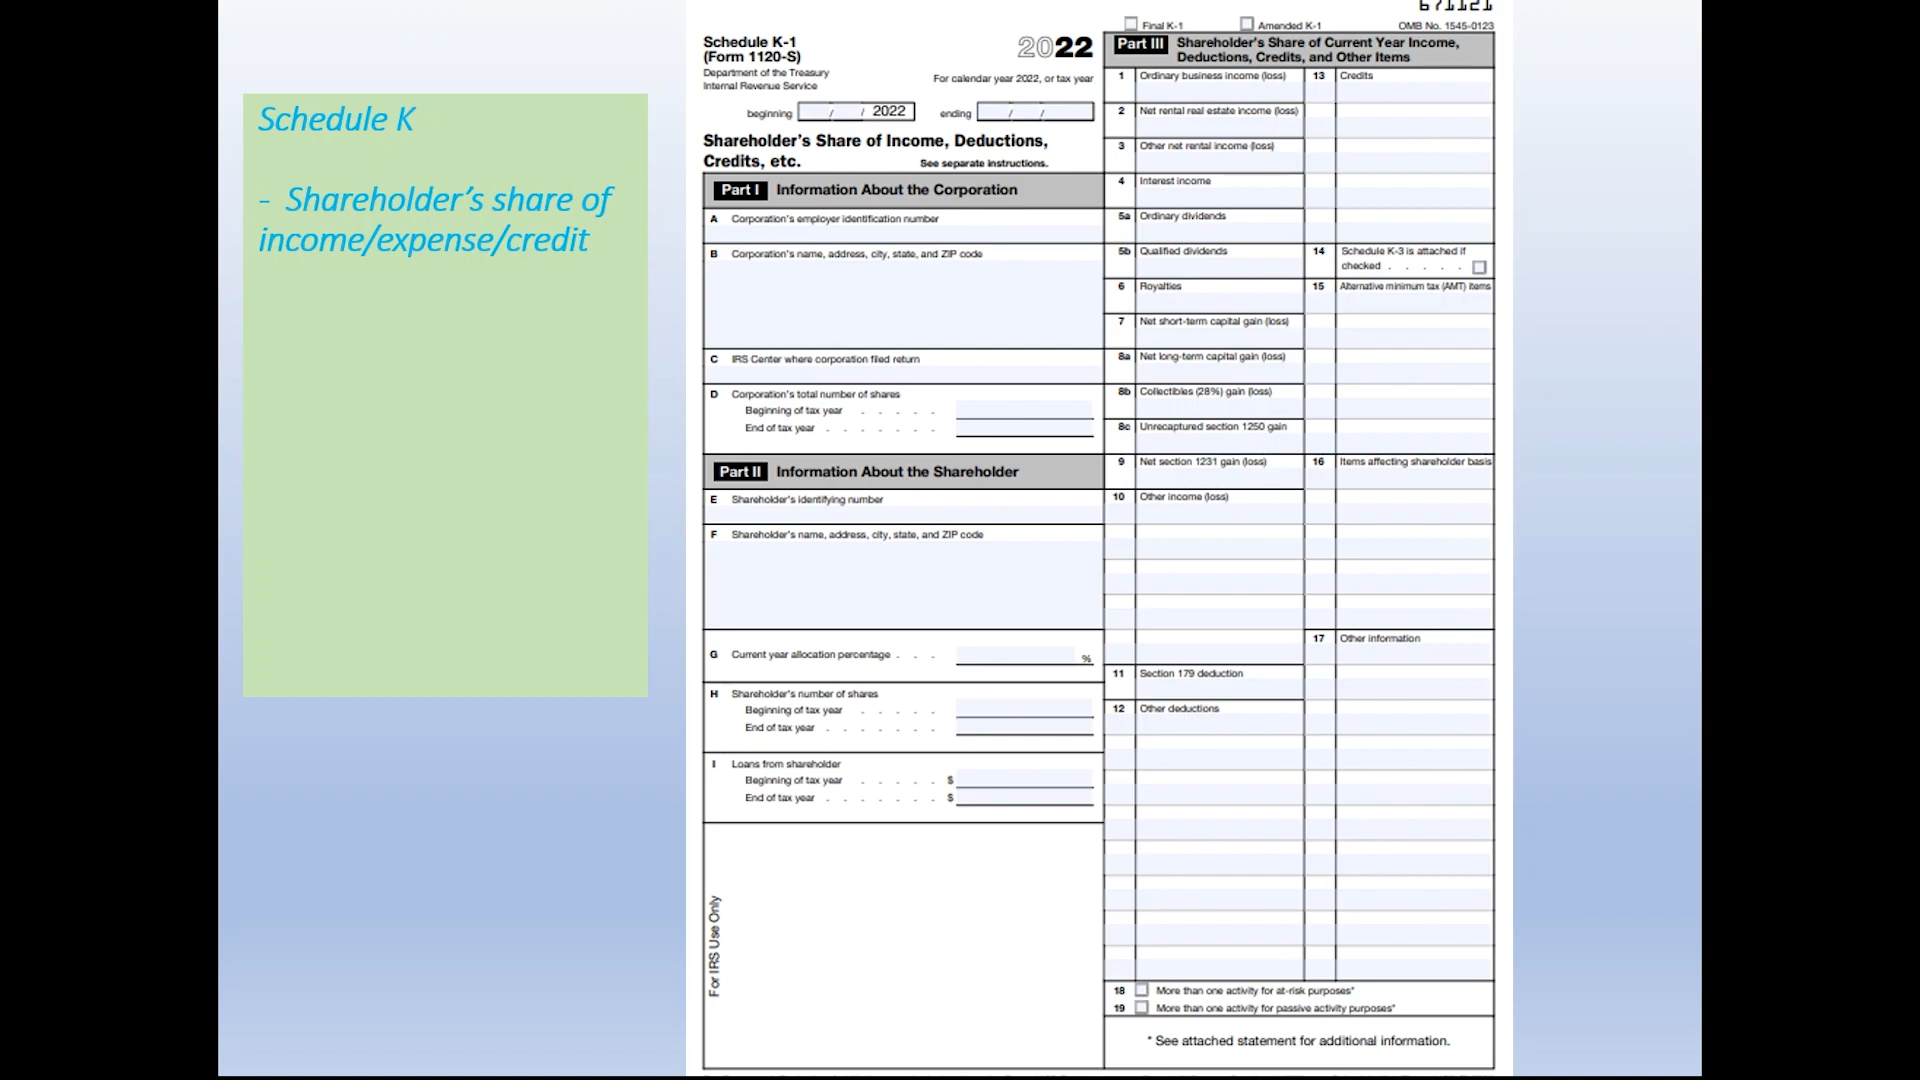 Schedule K
- Shareholder's share of
income/expense/credit
671121
Final K-1
Amended K-1
OMB No. 1545-0123
Schedule K-1
(Form 1120-S)
2022
Department of the Treasury
Internal Revenue Service
For calendar year 2022, or tax year
beginning / / 2022 ending / /
Shareholder's Share of Income, Deductions,
Credits, etc.
See separate instructions.
Part I Information About the Corporation
A Corporation's employer identification number
B Corporation's name, address, city, state, and ZIP code
C IRS Center where corporation filed return
D Corporation's total number of shares
Beginning of tax year . . . . .
End of tax year . . . . . . .
Part II Information About the Shareholder
E Shareholder's identifying number
F Shareholder's name, address, city, state, and ZIP code
G Current year allocation percentage . . . %
H Shareholder's number of shares
Beginning of tax year . . . . .
End of tax year . . . . . . .
I Loans from shareholder
Beginning of tax year . . . . . $
End of tax year . . . . . . . $
For IRS Use Only
Part III Shareholder's Share of Current Year Income,
Deductions, Credits, and Other Items
1 Ordinary business income (loss)
2 Net rental real estate income (loss)
3 Other net rental income (loss)
4 Interest income
5a Ordinary dividends
5b Qualified dividends
6 Royalties
7 Net short-term capital gain (loss)
8a Net long-term capital gain (loss)
8b Collectibles (28%) gain (loss)
8c Unrecaptured section 1250 gain
9 Net section 1231 gain (loss)
10 Other income (loss)
11 Section 179 deduction
12 Other deductions
13 Credits
14 Schedule K-3 is attached if
checked . . . . .
15 Alternative minimum tax (AMT) items
16 Items affecting shareholder basis
17 Other information
18 More than one activity for at-risk purposes*
19 More than one activity for passive activity purposes*
* See attached statement for additional information.